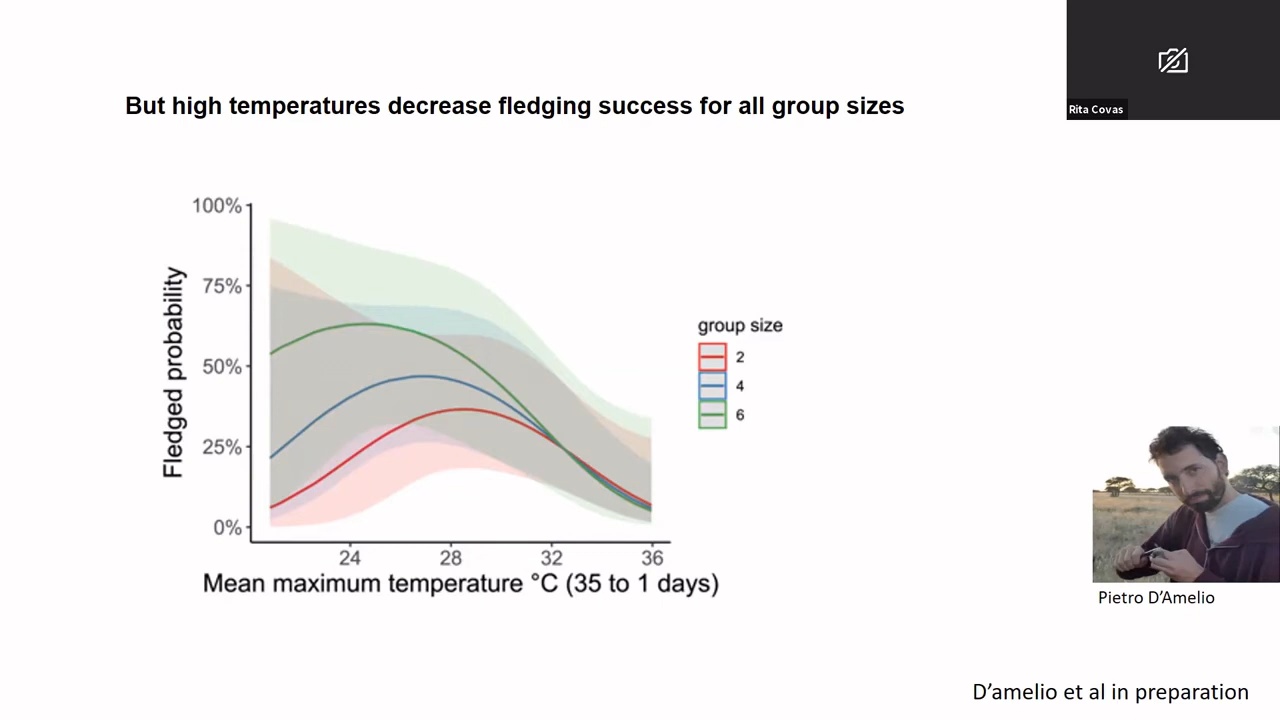 But high temperatures decrease fledging success for all group sizes
Rita Covas
Fledged probability
100%
75%
50%
25%
0%
24
28
32
36
Mean maximum temperature °C (35 to 1 days)
group size
2
4
6
Pietro D’Amelio
D’amelio et al in preparation